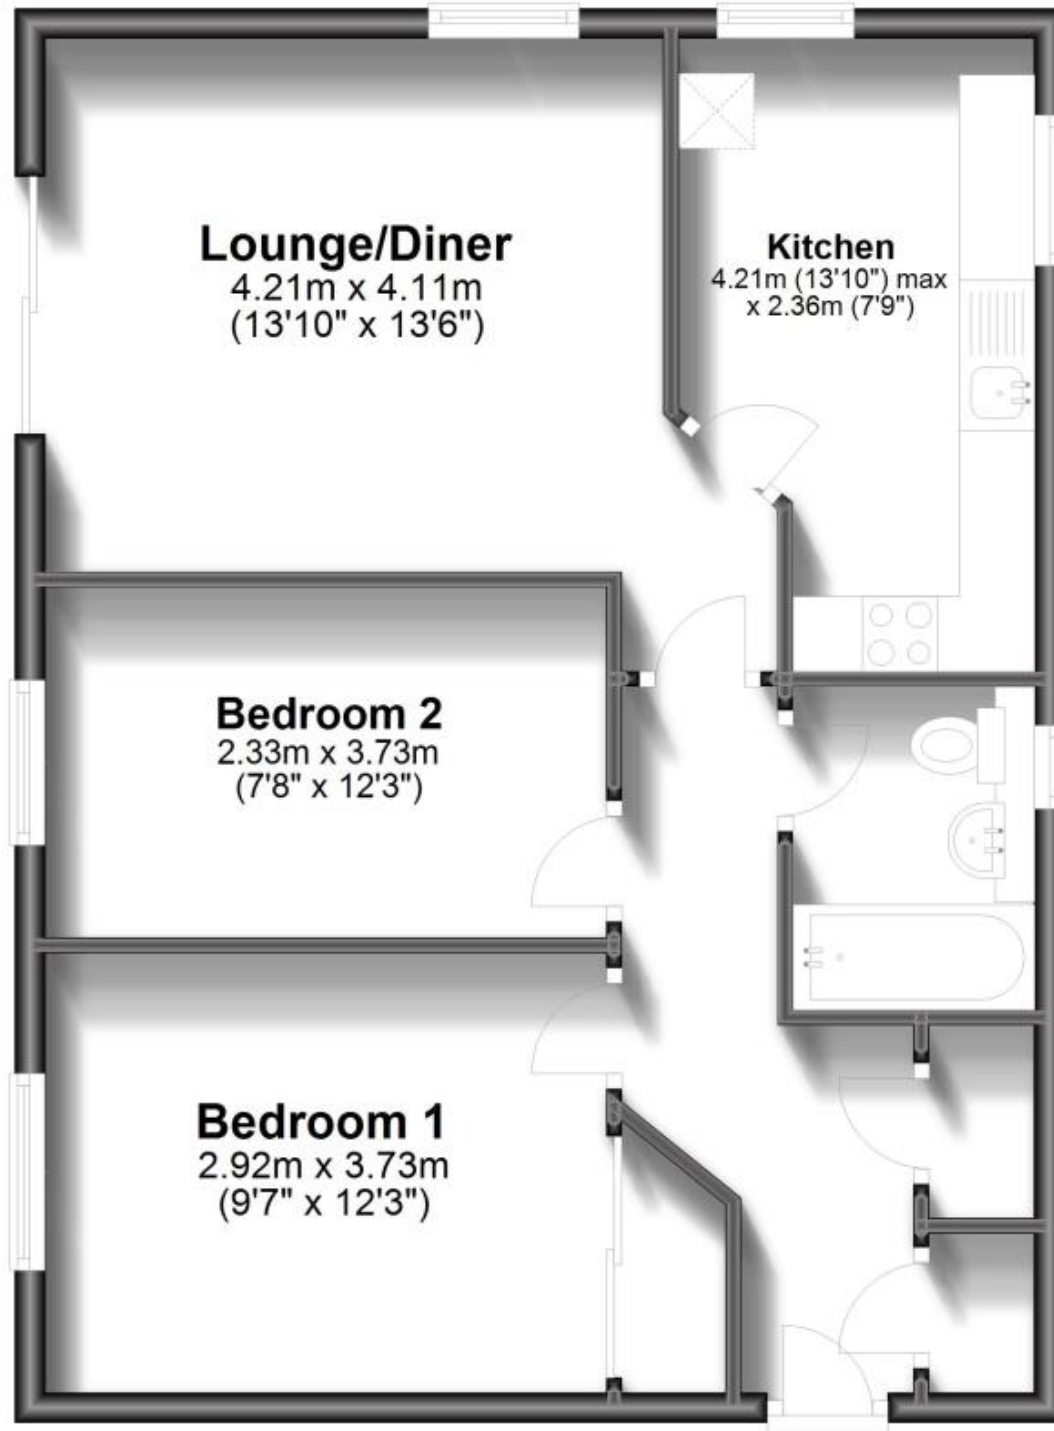 Lounge/Diner
4.21m x 4.11m
(13'10" x 13'6")
Kitchen
4.21m (13'10") max
x 2.36m (7'9")
Bedroom 2
2.33m x 3.73m
(7'8" x 12'3")
Bedroom 1
2.92m x 3.73m
(9'7" x 12'3")